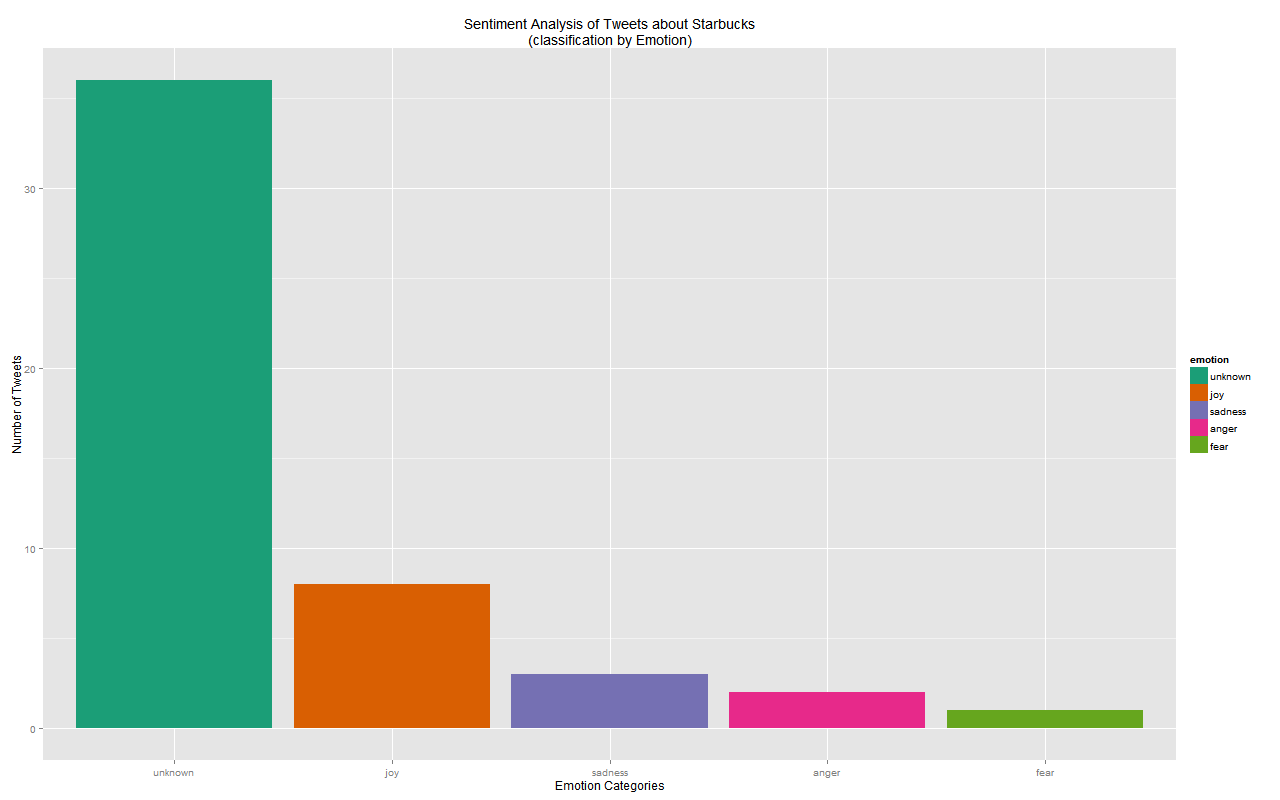 Sentiment Analysis of Tweets about Starbucks
(classification by Emotion)
Number of Tweets
30
20
10
0
unknown
joy
sadness
anger
fear
Emotion Categories
emotion
unknown
joy
sadness
anger
fear